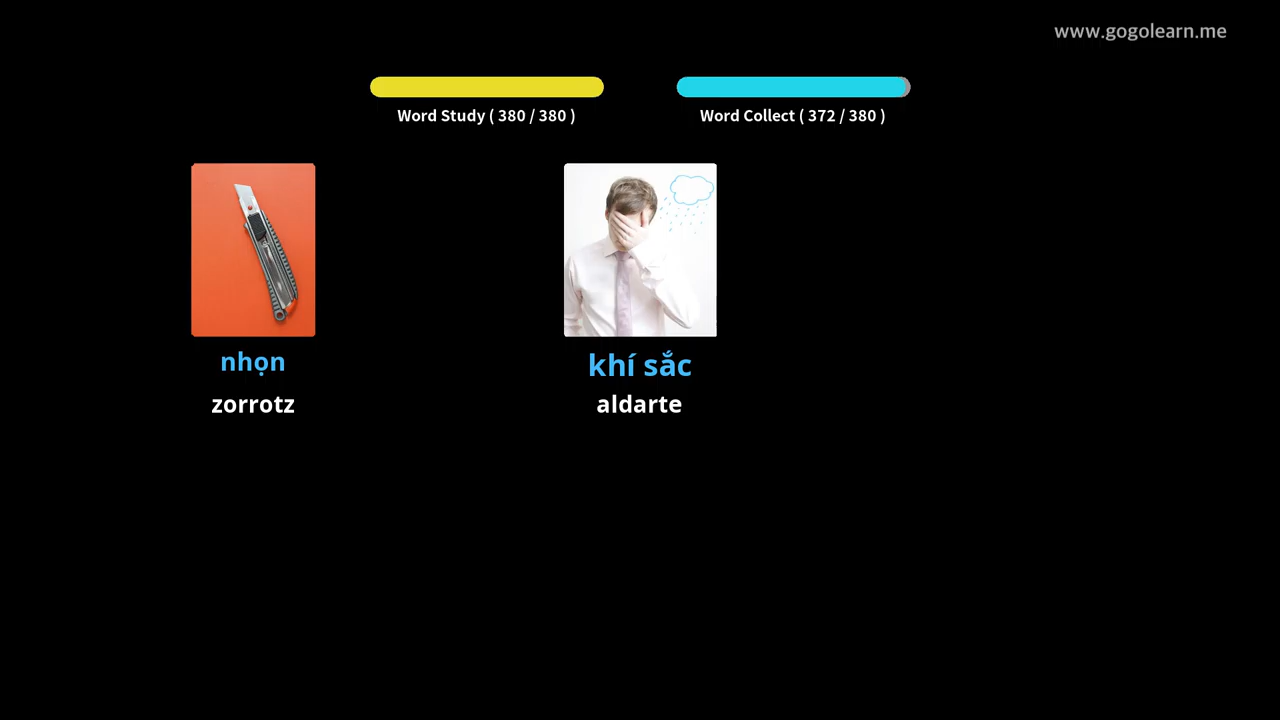 www.gogolearn.me
Word Study ( 380 / 380 )
Word Collect ( 372 / 380 )
nhọn
zorrotz
khí sắc
aldarte